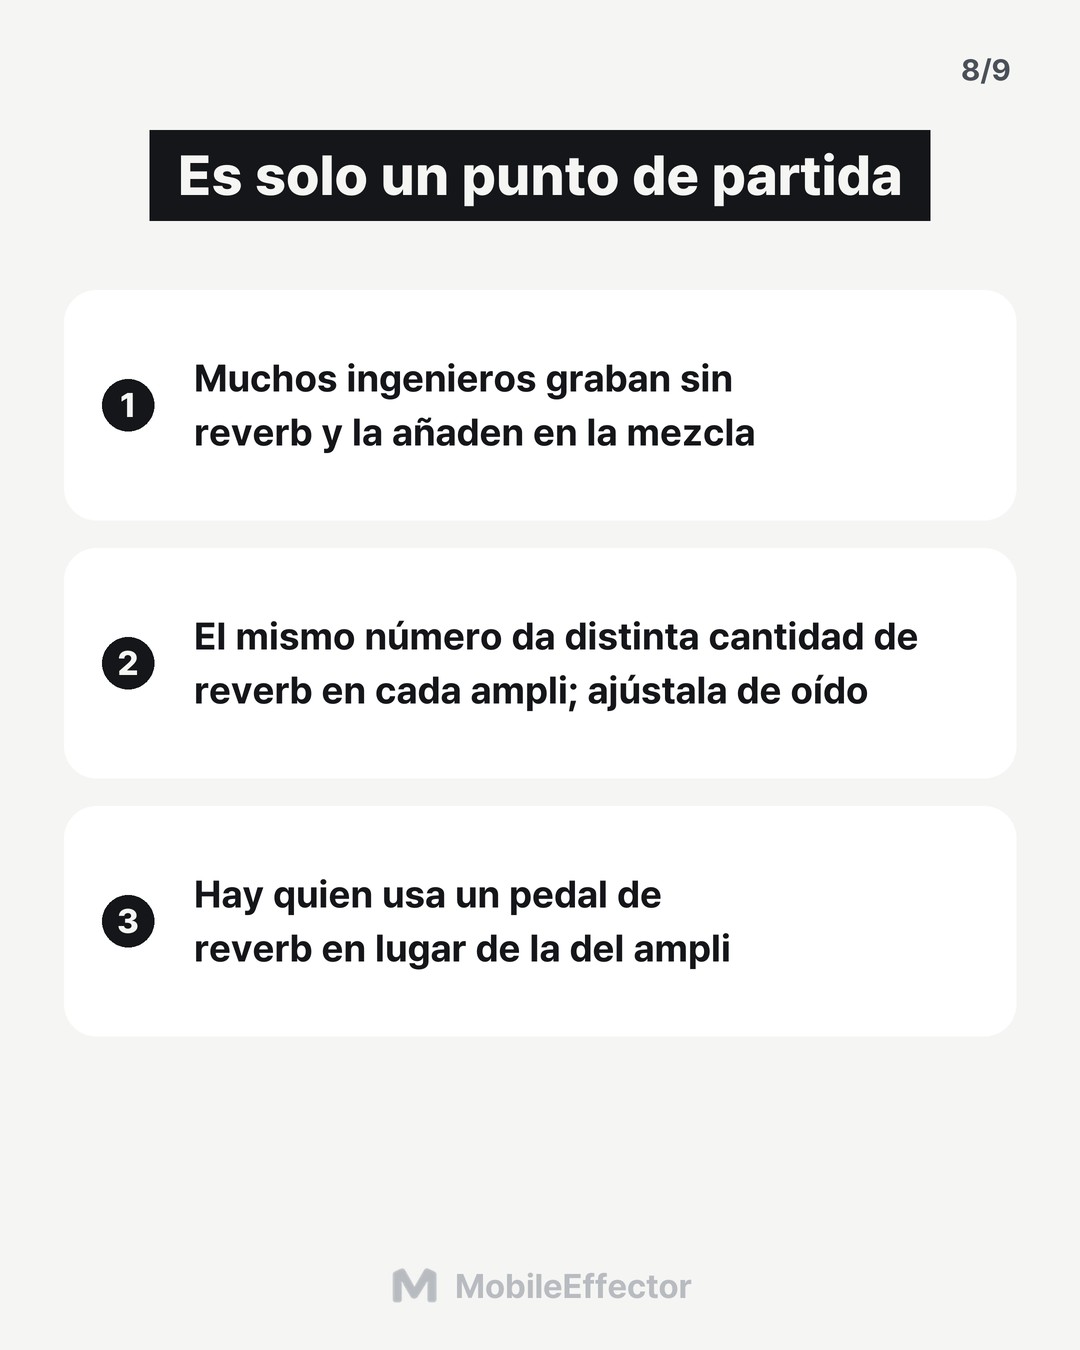 8/9
Es solo un punto de partida
1
Muchos ingenieros graban sin
reverb y la añaden en la mezcla
2
El mismo número da distinta cantidad de
reverb en cada ampli; ajústala de oído
3
Hay quien usa un pedal de
reverb en lugar de la del ampli
MobileEffector